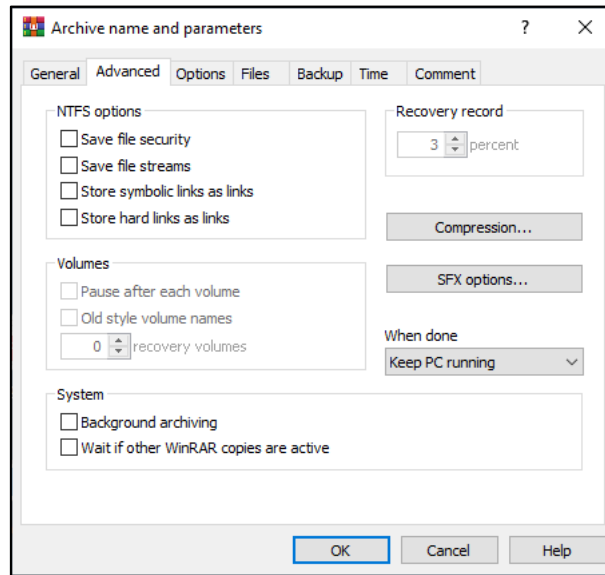 Archive name and parameters
?
General Advanced Options Files Backup Time Comment
NTFS options
Save file security
Save file streams
Store symbolic links as links
Store hard links as links
Recovery record
3 percent
Compression...
SFX options...
Volumes
Pause after each volume
Old style volume names
0 recovery volumes
When done
Keep PC running
System
Background archiving
Wait if other WinRAR copies are active
OK Cancel Help